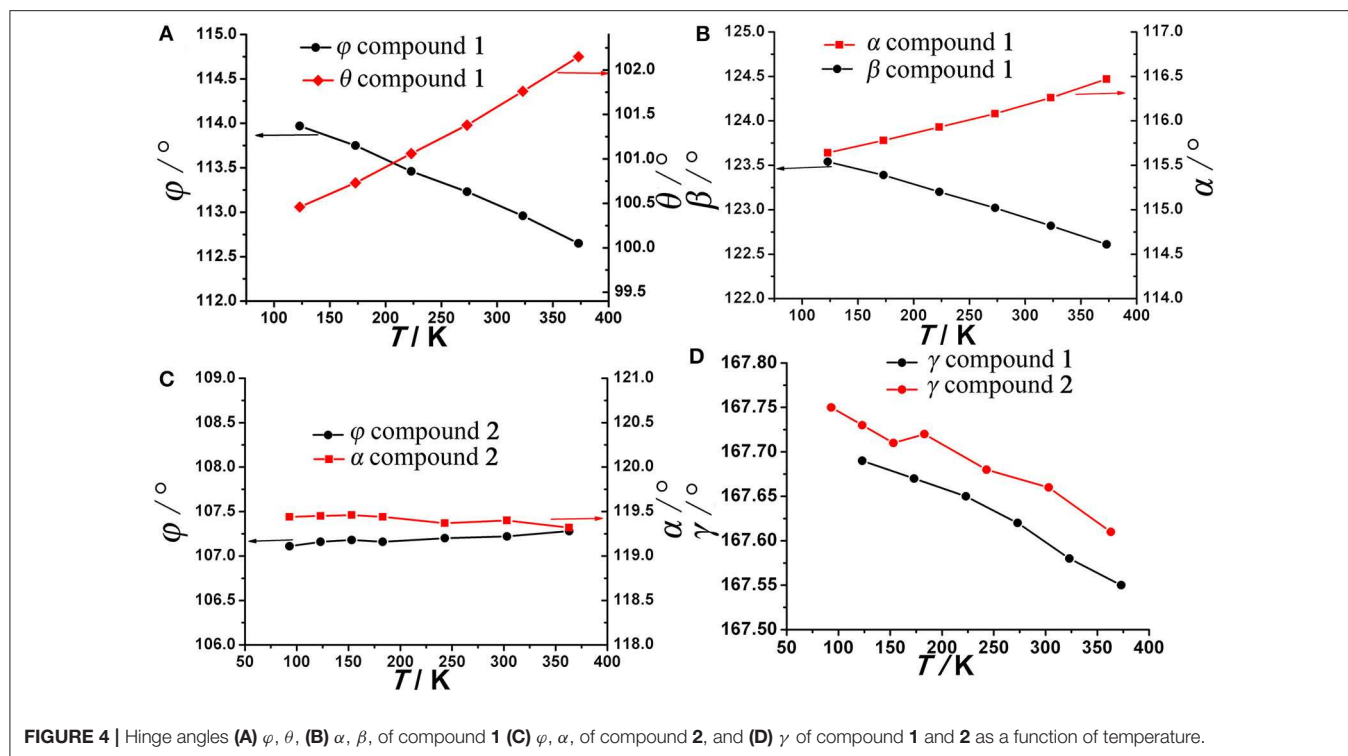 A
φ compound 1
θ compound 1
115.0
114.5
114.0
113.5
113.0
112.5
112.0
φ /°
102.0
101.5
101.0
100.5
100.0
99.5
θ /°
100 150 200 250 300 350 400
T / K
B
α compound 1
β compound 1
125.0
124.5
124.0
123.5
123.0
122.5
122.0
β /°
117.0
116.5
116.0
115.5
115.0
114.5
114.0
α /°
100 150 200 250 300 350 400
T / K
C
φ compound 2
α compound 2
109.0
108.5
108.0
107.5
107.0
106.5
106.0
φ /°
121.0
120.5
120.0
119.5
119.0
118.5
118.0
α /°
50 100 150 200 250 300 350 400
T / K
D
γ compound 1
γ compound 2
167.80
167.75
167.70
167.65
167.60
167.55
167.50
γ /°
50 100 150 200 250 300 350 400
T / K
FIGURE 4 | Hinge angles (A) φ, θ, (B) α, β, of compound 1 (C) φ, α, of compound 2, and (D) γ of compound 1 and 2 as a function of temperature.